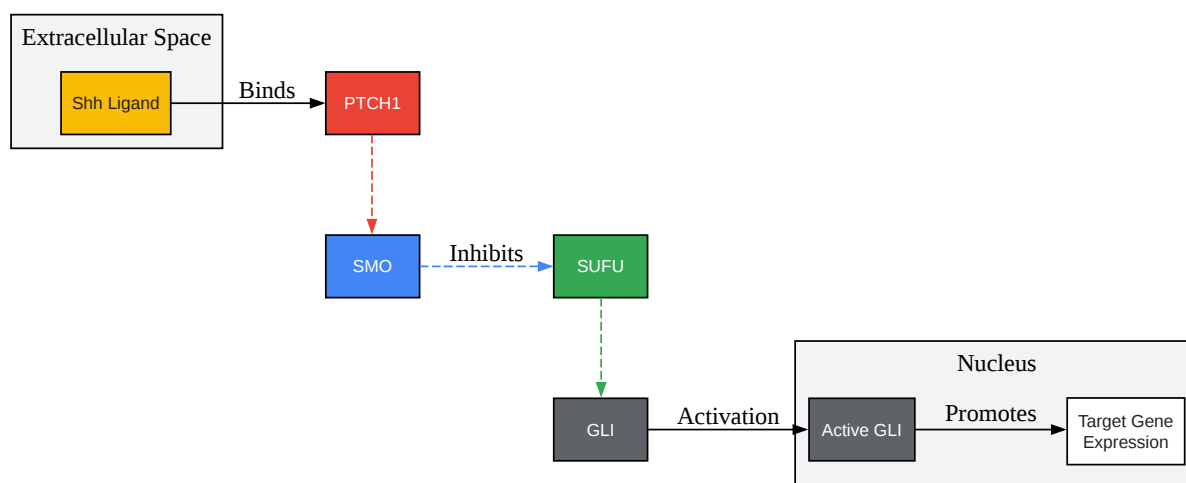 Extracellular Space
Shh Ligand
Binds
PTCH1
SMO
Inhibits
SUFU
Nucleus
GLI
Activation
Active GLI
Promotes
Target Gene
Expression